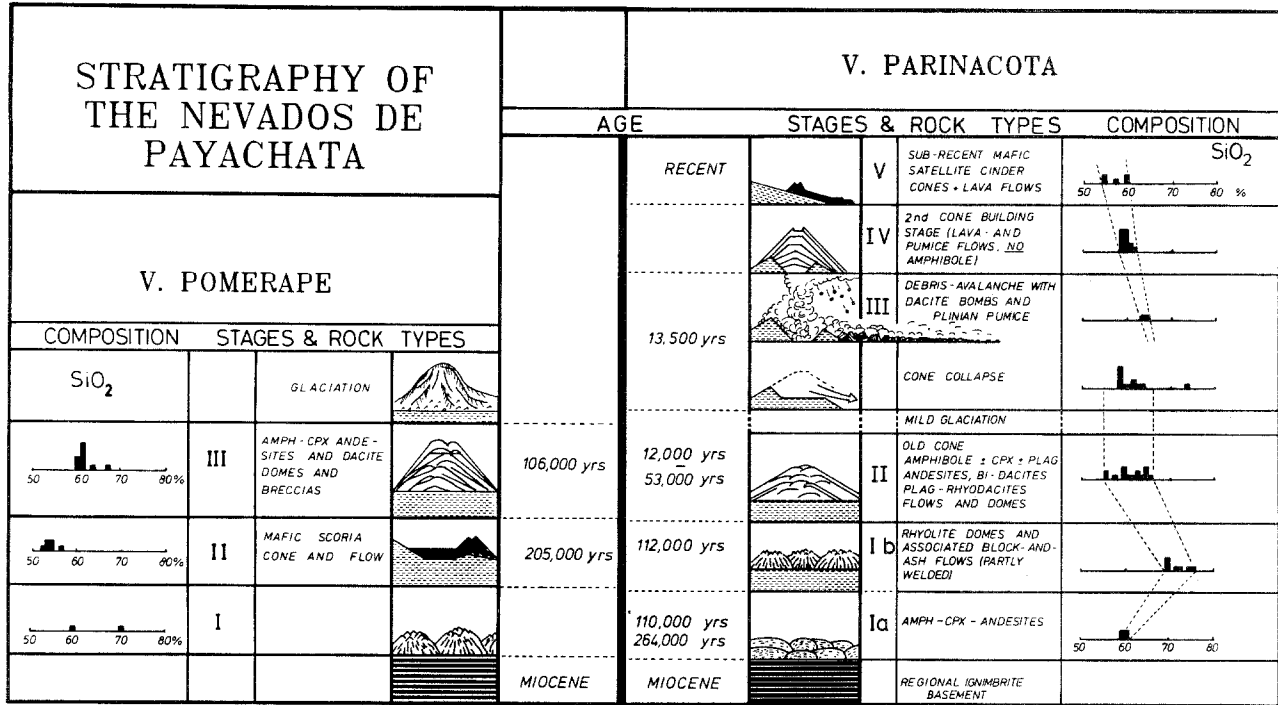 STRATIGRAPHY OF
THE NEVADOS DE
PAYACHATA
V. POMERAPE
COMPOSITION STAGES & ROCK TYPES
SiO2
GLACIATION
III
AMPH-CPX ANDE-
SITES AND DACITE
DOMES AND
BRECCIAS
50 60 70 80%
106,000 yrs
II
MAFIC SCORIA
CONE AND FLOW
50 60 70 80%
205,000 yrs
I
50 60 70 80%
MIOCENE
V. PARINACOTA
AGE STAGES & ROCK TYPES COMPOSITION
SiO2
RECENT
V
SUB-RECENT MAFIC
SATELLITE CINDER
CONES + LAVA FLOWS
50 60 70 80 %
IV
2nd CONE BUILDING
STAGE (LAVA- AND
PUMICE FLOWS, NO
AMPHIBOLE)
13,500 yrs
III
DEBRIS-AVALANCHE WITH
DACITE BOMBS AND
PLINIAN PUMICE
CONE COLLAPSE
MILD GLACIATION
12,000 yrs
–
53,000 yrs
II
OLD CONE
AMPHIBOLE ± CPX ± PLAG
ANDESITES, BI-DACITES
PLAG-RHYODACITES
FLOWS AND DOMES
112,000 yrs
Ib
RHYOLITE DOMES AND
ASSOCIATED BLOCK-AND-
ASH FLOWS (PARTLY
WELDED)
110,000 yrs
264,000 yrs
Ia
AMPH-CPX-ANDESITES
50 60 70 80
MIOCENE
REGIONAL IGNIMBRITE
BASEMENT